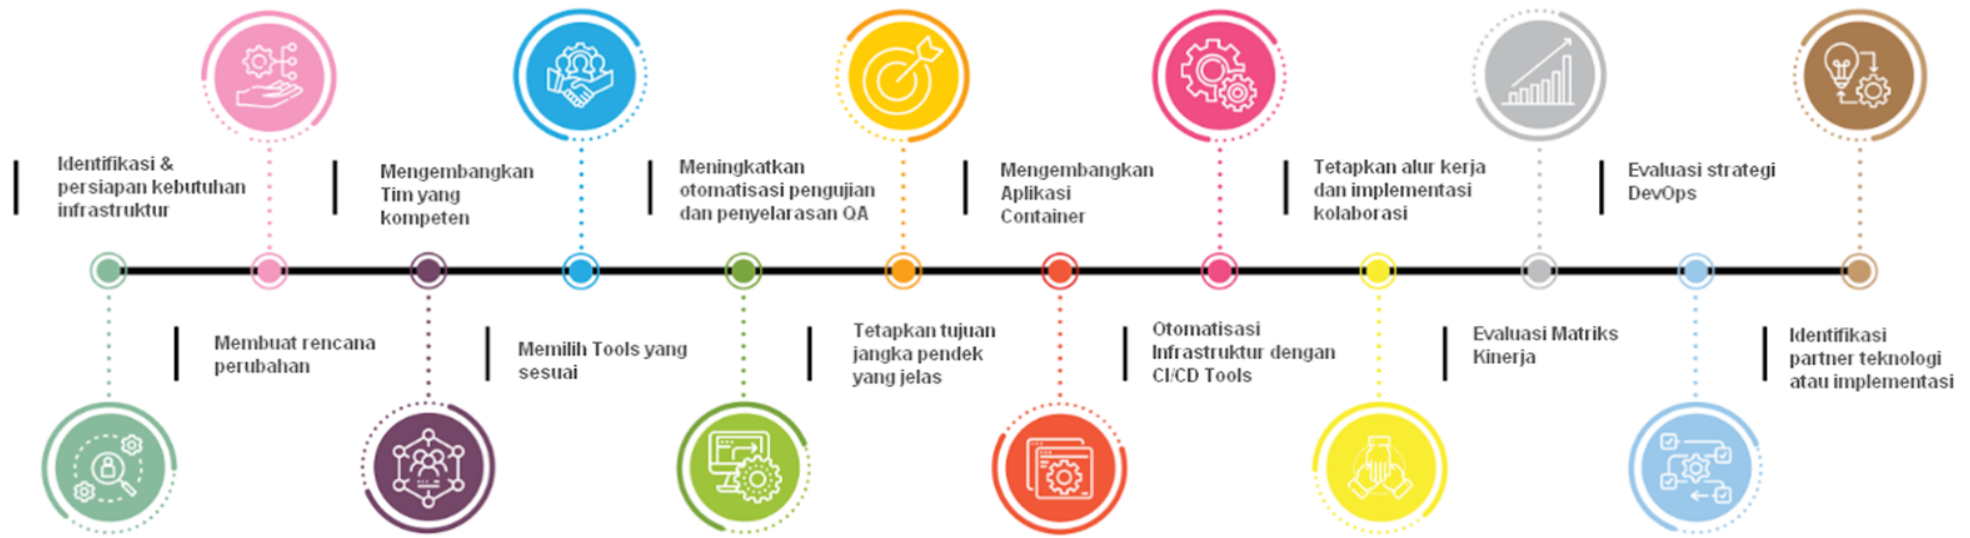 Identifikasi &
persiapan kebutuhan
infrastruktur
Membuat rencana
perubahan
Mengembangkan
Tim yang
kompeten
Memilih Tools yang
sesuai
Meningkatkan
otomatisasi pengujian
dan penyelarasan QA
Tetapkan tujuan
jangka pendek
yang jelas
Mengembangkan
Aplikasi
Container
Otomatisasi
Infrastruktur dengan
CI/CD Tools
Tetapkan alur kerja
dan implementasi
kolaborasi
Evaluasi Matriks
Kinerja
Evaluasi strategi
DevOps
Identifikasi
partner teknologi
atau implementasi